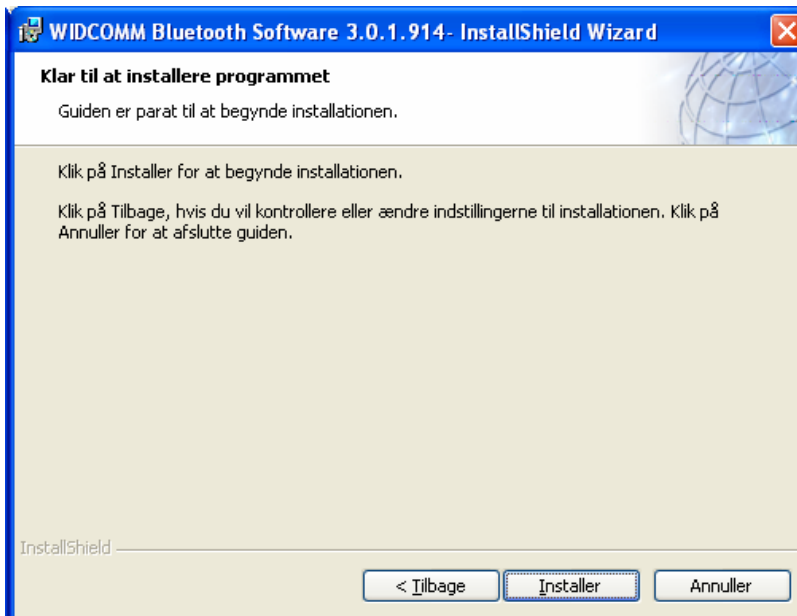 WIDCOMM Bluetooth Software 3.0.1.914- InstallShield Wizard
Klar til at installere programmet
Guiden er parat til at begynde installationen.
Klik på Installer for at begynde installationen.
Klik på Tilbage, hvis du vil kontrollere eller ændre indstillingerne til installationen. Klik på
Annuller for at afslutte guiden.
InstallShield
< Tilbage
Installer
Annuller